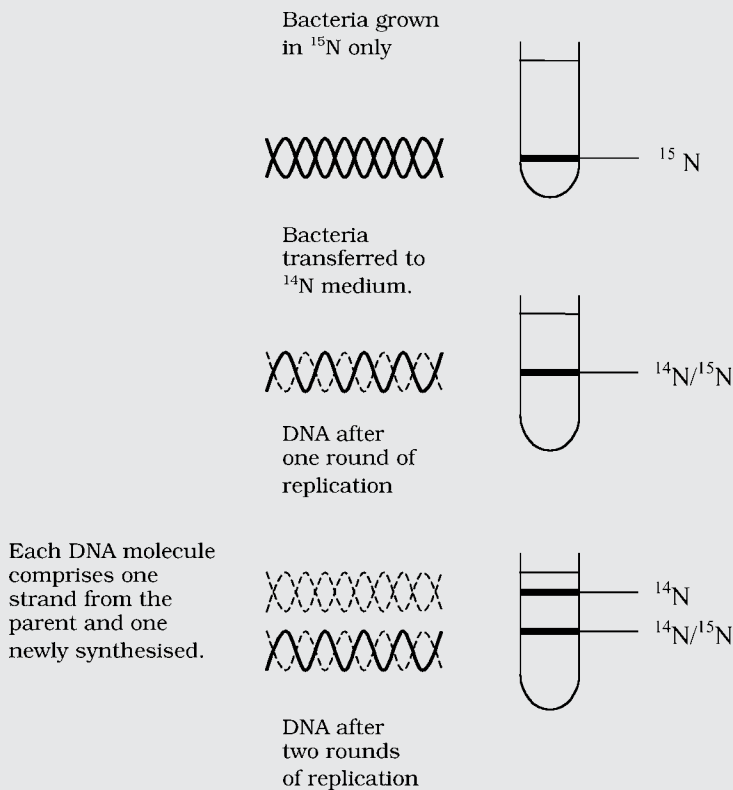 Bacteria grown
in ¹⁵N only
¹⁵ N
Bacteria
transferred to
¹⁴N medium.
¹⁴N/¹⁵N
DNA after
one round of
replication
Each DNA molecule
comprises one
strand from the
parent and one
newly synthesised.
¹⁴N
¹⁴N/¹⁵N
DNA after
two rounds
of replication